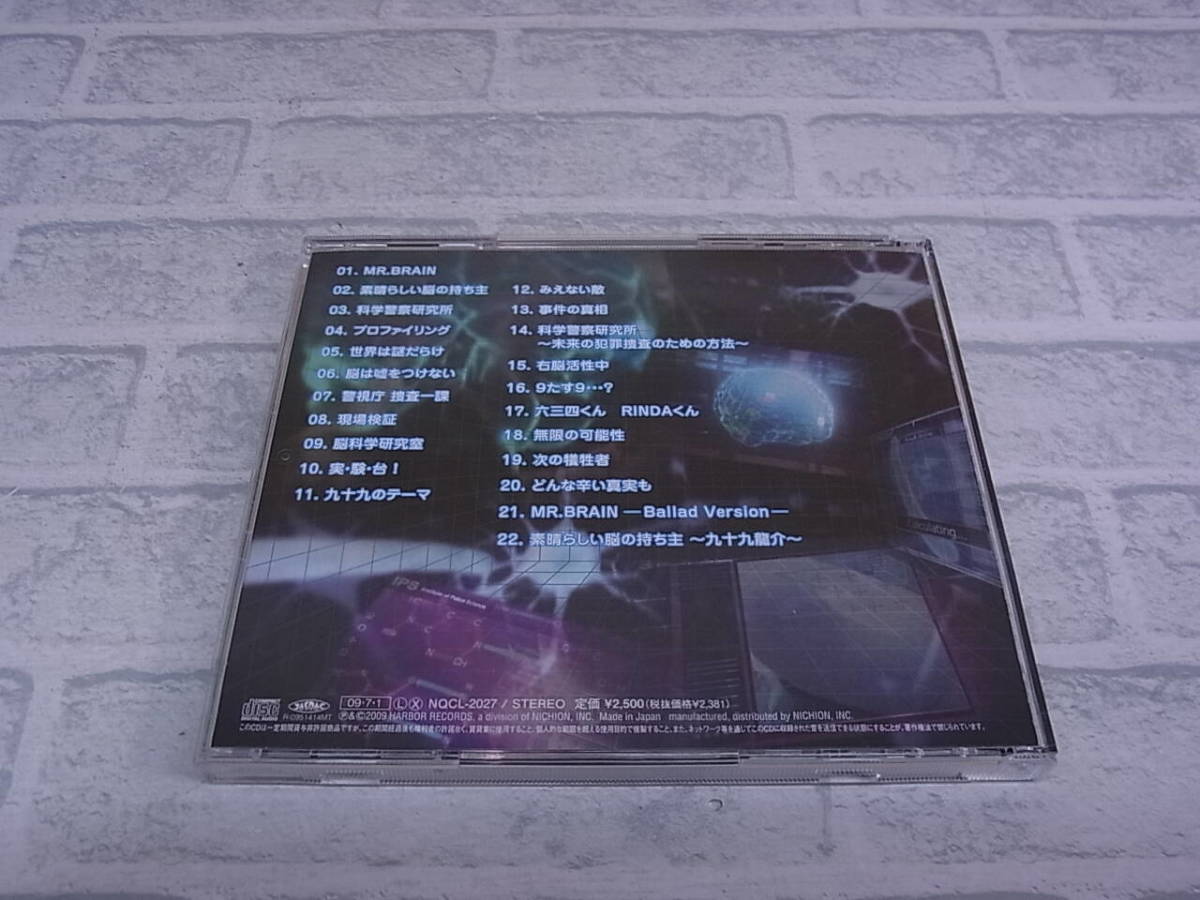 01. MR.BRAIN
02. 素晴らしい脳の持ち主
03. 科学警察研究所
04. プロファイリング
05. 世界は謎だらけ
06. 脳は嘘をつけない
07. 警視庁 捜査一課
08. 現場検証
09. 脳科学研究室
10. 実・験・台！
11. 九十九のテーマ
12. みえない敵
13. 事件の真相
14. 科学警察研究所
～未来の犯罪捜査のための方法～
15. 右脳活性中
16. 9たす9…？
17. 六三四くん　RINDAくん
18. 無限の可能性
19. 次の犠牲者
20. どんな辛い真実も
21. MR.BRAIN ―Ballad Version―
22. 素晴らしい脳の持ち主 ～九十九龍介～
Calculating...
IPS Institute of Police Science
COMPACT disc DIGITAL AUDIO
JASRAC
R-0951414MT
09・7・1 Ⓛ Ⓧ NQCL-2027 / STEREO 定価 ¥2,500(税抜価格¥2,381)
Ⓟ&©2009 HARBOR RECORDS, a division of NICHION, INC. Made in Japan manufactured, distributed by NICHION, INC.